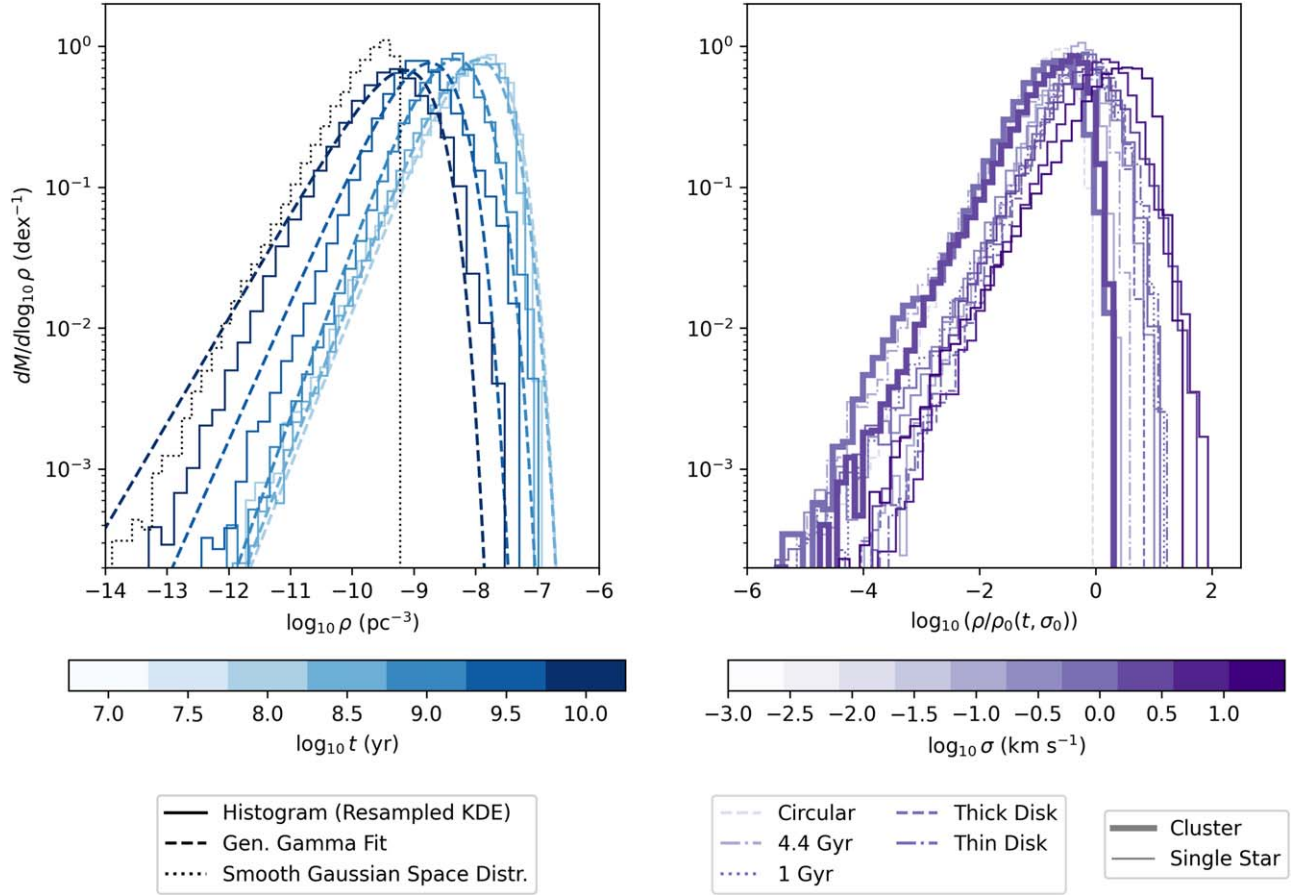 10⁰
10⁻¹
10⁻²
10⁻³
dM/dlog₁₀ ρ (dex⁻¹)
−14 −13 −12 −11 −10 −9 −8 −7 −6
log₁₀ ρ (pc⁻³)
7.0 7.5 8.0 8.5 9.0 9.5 10.0
log₁₀ t (yr)
Histogram (Resampled KDE)
Gen. Gamma Fit
Smooth Gaussian Space Distr.
10⁰
10⁻¹
10⁻²
10⁻³
−6 −4 −2 0 2
log₁₀ (ρ/ρ₀(t, σ₀))
−3.0 −2.5 −2.0 −1.5 −1.0 −0.5 0.0 0.5 1.0
log₁₀ σ (km s⁻¹)
Circular
4.4 Gyr
1 Gyr
Thick Disk
Thin Disk
Cluster
Single Star